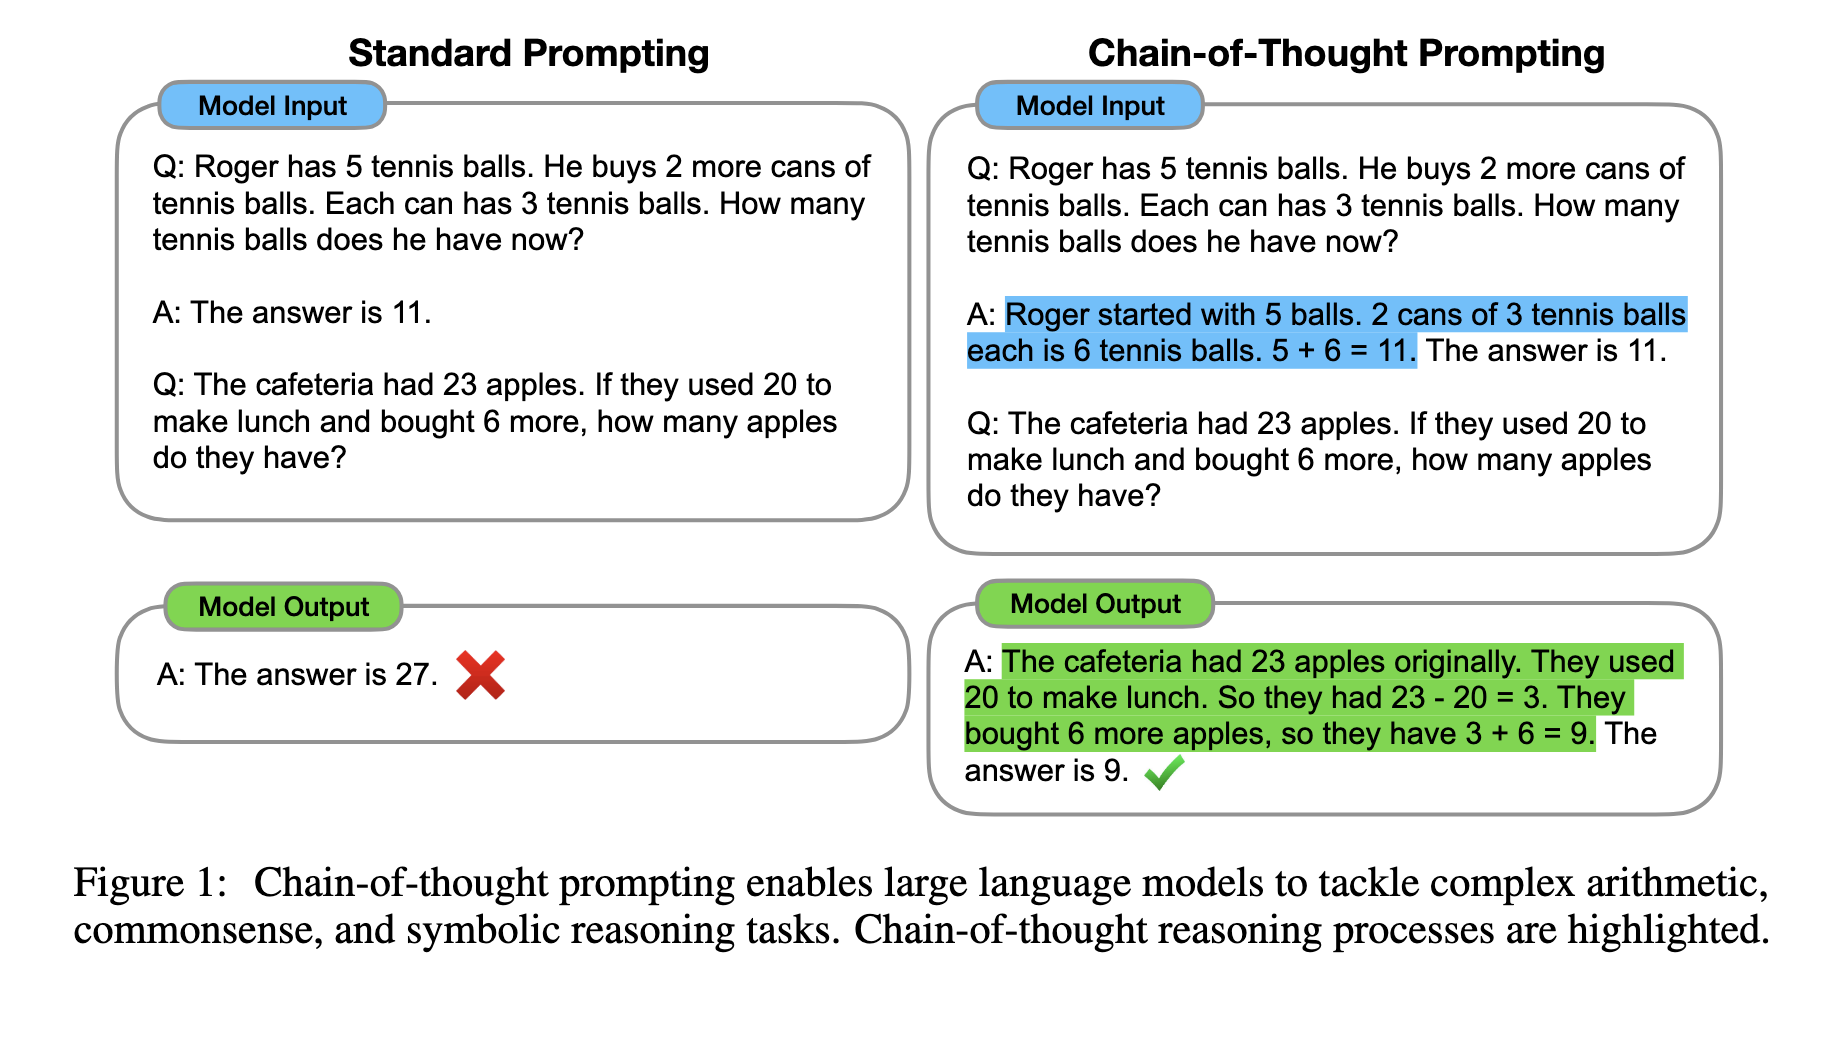 Standard Prompting
Model Input
Q: Roger has 5 tennis balls. He buys 2 more cans of
tennis balls. Each can has 3 tennis balls. How many
tennis balls does he have now?
A: The answer is 11.
Q: The cafeteria had 23 apples. If they used 20 to
make lunch and bought 6 more, how many apples
do they have?
Model Output
A: The answer is 27.
Chain-of-Thought Prompting
Model Input
Q: Roger has 5 tennis balls. He buys 2 more cans of
tennis balls. Each can has 3 tennis balls. How many
tennis balls does he have now?
A: Roger started with 5 balls. 2 cans of 3 tennis balls
each is 6 tennis balls. 5 + 6 = 11. The answer is 11.
Q: The cafeteria had 23 apples. If they used 20 to
make lunch and bought 6 more, how many apples
do they have?
Model Output
A: The cafeteria had 23 apples originally. They used
20 to make lunch. So they had 23 - 20 = 3. They
bought 6 more apples, so they have 3 + 6 = 9. The
answer is 9.
Figure 1: Chain-of-thought prompting enables large language models to tackle complex arithmetic,
commonsense, and symbolic reasoning tasks. Chain-of-thought reasoning processes are highlighted.